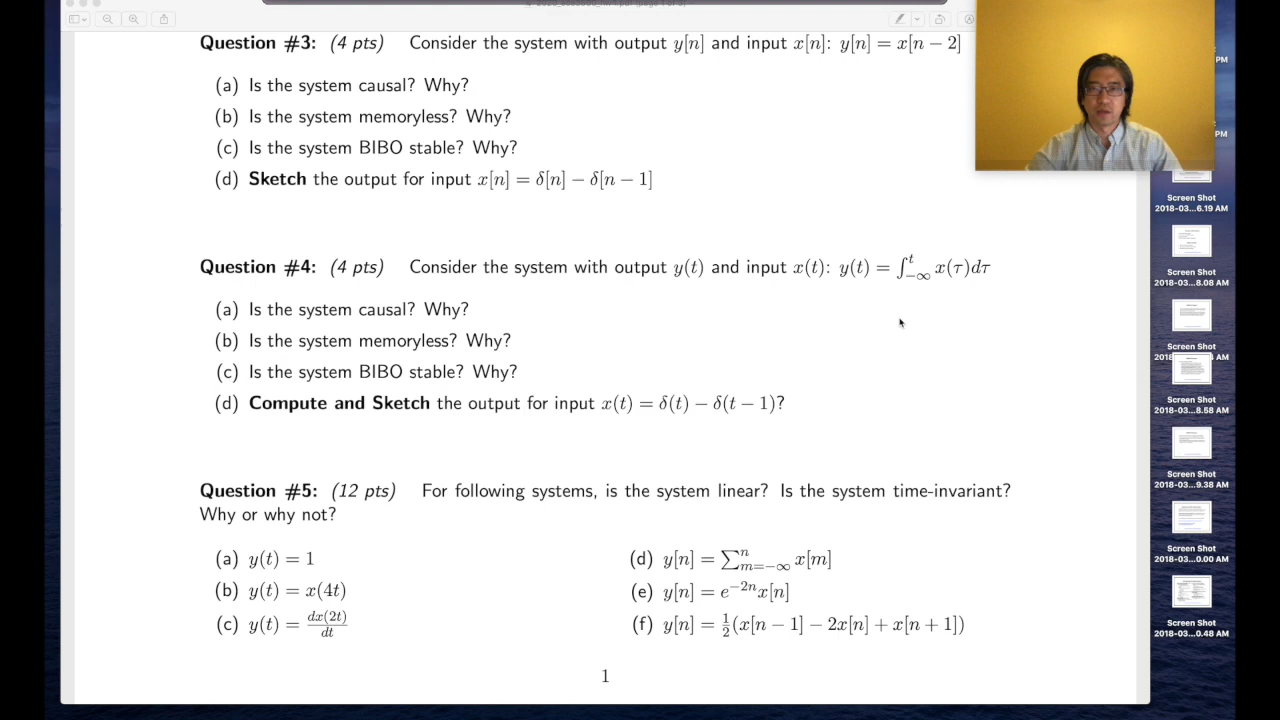 Question #3: (4 pts) Consider the system with output y[n] and input x[n]: y[n] = x[n − 2]
(a) Is the system causal? Why?
(b) Is the system memoryless? Why?
(c) Is the system BIBO stable? Why?
(d) Sketch the output for input x[n] = δ[n] − δ[n − 1]
Question #4: (4 pts) Consider the system with output y(t) and input x(t): y(t) = ∫_{−∞}^{t} x(τ)dτ
(a) Is the system causal? Why?
(b) Is the system memoryless? Why?
(c) Is the system BIBO stable? Why?
(d) Compute and Sketch the output for input x(t) = δ(t) − δ(t − 1)?
Question #5: (12 pts) For following systems, is the system linear? Is the system time-invariant?
Why or why not?
(a) y(t) = 1
(b) y(t) = x(4t)
(c) y(t) = dx(2t)/dt
(d) y[n] = ∑_{m=−∞}^{n} x[m]
(e) y[n] = e^{−2n}x[n]
(f) y[n] = 1/2(x[n − 1] − 2x[n] + x[n + 1])
1
PM
PM
Screen Shot
2018-03...6.19 AM
Screen Shot
2018-03...8.08 AM
Screen Shot
AM
Screen Shot
2018-03...8.58 AM
Screen Shot
2018-03...9.38 AM
Screen Shot
2018-03...0.00 AM
Screen Shot
2018-03...0.48 AM